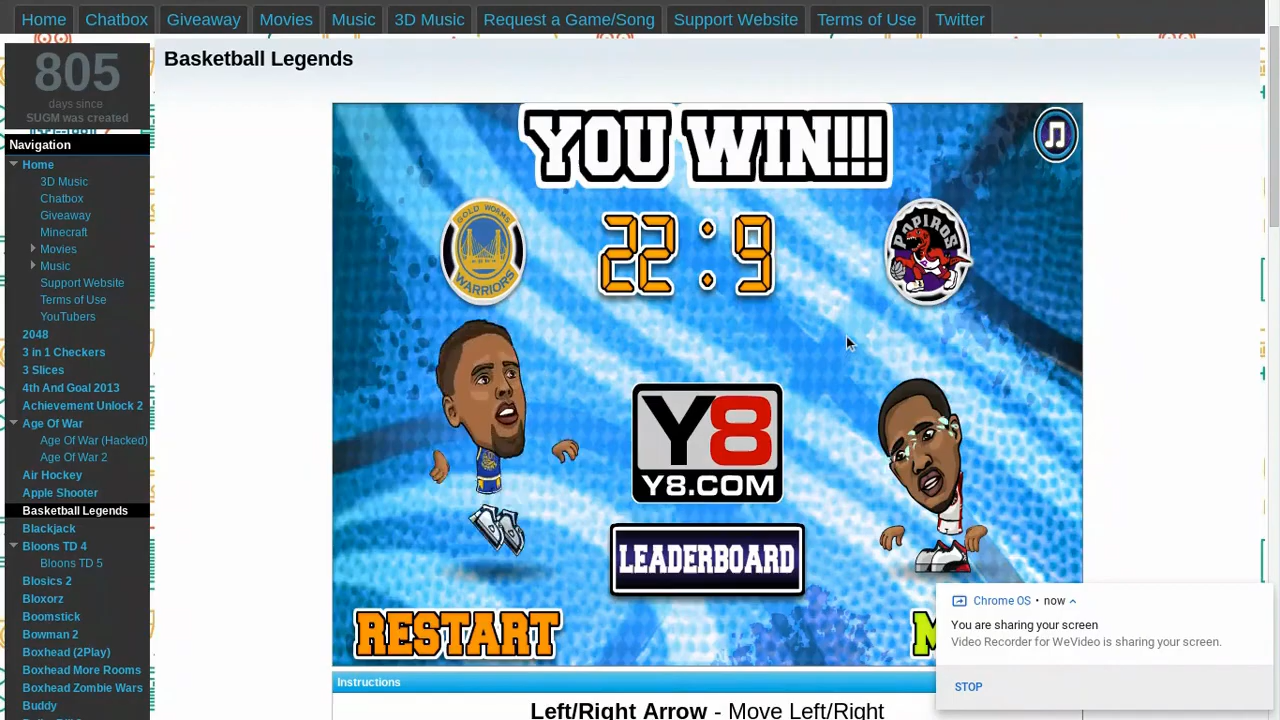 Home Chatbox Giveaway Movies Music 3D Music Request a Game/Song Support Website Terms of Use Twitter
805
days since
SUGM was created
Navigation
Home
3D Music
Chatbox
Giveaway
Minecraft
Movies
Music
Support Website
Terms of Use
YouTubers
2048
3 in 1 Checkers
3 Slices
4th And Goal 2013
Achievement Unlock 2
Age Of War
Age Of War (Hacked)
Age Of War 2
Air Hockey
Apple Shooter
Basketball Legends
Blackjack
Bloons TD 4
Bloons TD 5
Blosics 2
Bloxorz
Boomstick
Bowman 2
Boxhead (2Play)
Boxhead More Rooms
Boxhead Zombie Wars
Buddy
Basketball Legends
YOU WIN!!!
GOLD WORMS
WARRIORS
22 : 9
PAPIROS
Y8
Y8.COM
LEADERBOARD
RESTART
Chrome OS • now
You are sharing your screen
Video Recorder for WeVideo is sharing your screen.
STOP
Instructions
Left/Right Arrow - Move Left/Right